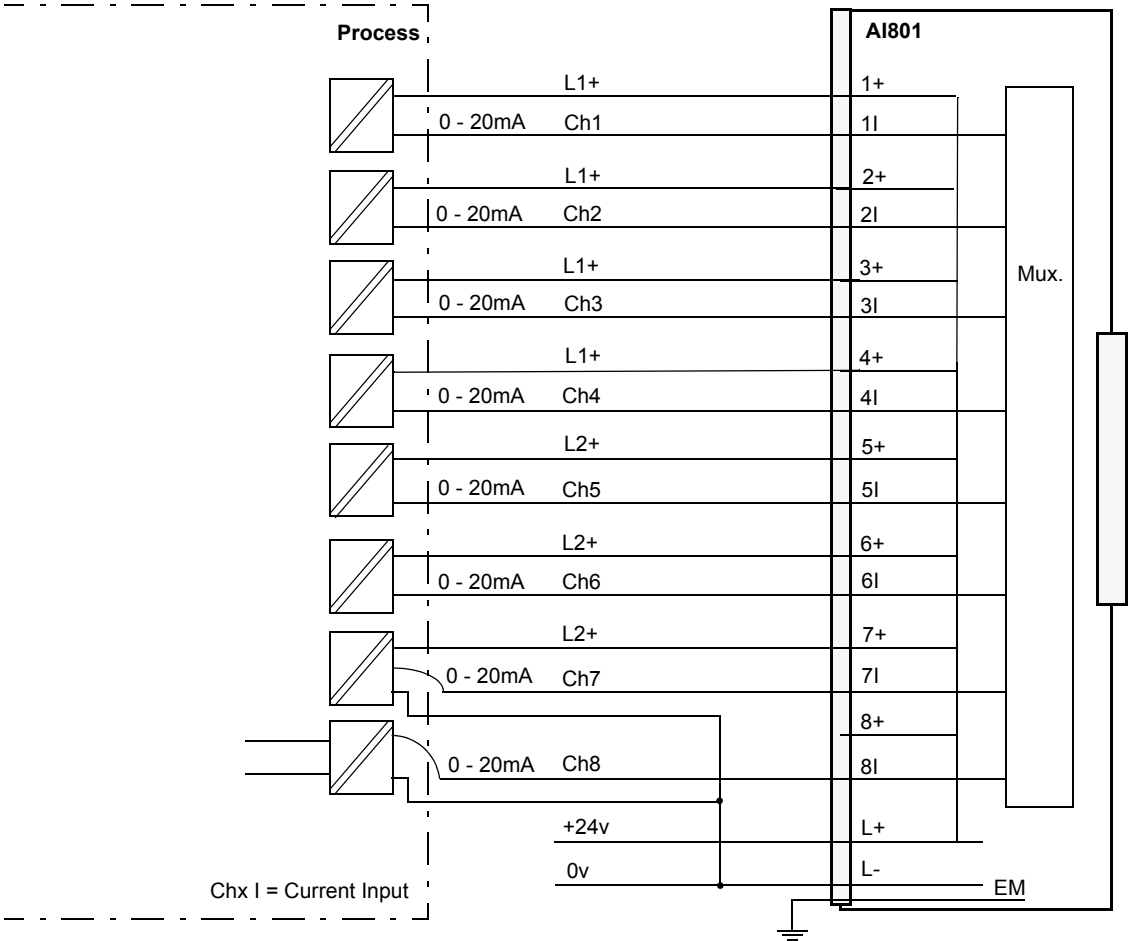 Process
AI801
L1+
1+
0 - 20mA
Ch1
1I
L1+
2+
0 - 20mA
Ch2
2I
L1+
3+
Mux.
0 - 20mA
Ch3
3I
L1+
4+
0 - 20mA
Ch4
4I
L2+
5+
0 - 20mA
Ch5
5I
L2+
6+
0 - 20mA
Ch6
6I
L2+
7+
0 - 20mA
Ch7
7I
8+
0 - 20mA
Ch8
8I
+24v
L+
0v
L-
Chx I = Current Input
EM